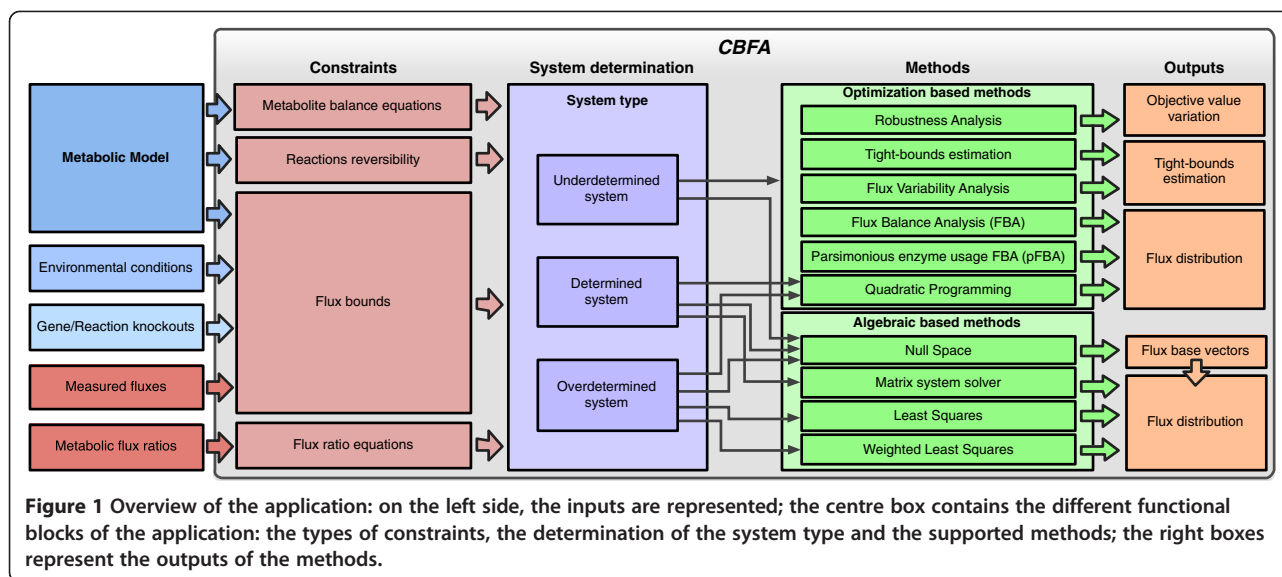 CBFA
Constraints
System determination
Methods
Outputs
Metabolic Model
Environmental conditions
Gene/Reaction knockouts
Measured fluxes
Metabolic flux ratios
Metabolite balance equations
Reactions reversibility
Flux bounds
Flux ratio equations
System type
Underdetermined
system
Determined
system
Overdetermined
system
Optimization based methods
Robustness Analysis
Tight-bounds estimation
Flux Variability Analysis
Flux Balance Analysis (FBA)
Parsimonious enzyme usage FBA (pFBA)
Quadratic Programming
Algebraic based methods
Null Space
Matrix system solver
Least Squares
Weighted Least Squares
Objective value
variation
Tight-bounds
estimation
Flux distribution
Flux base vectors
Flux distribution
Figure 1 Overview of the application: on the left side, the inputs are represented; the centre box contains the different functional
blocks of the application: the types of constraints, the determination of the system type and the supported methods; the right boxes
represent the outputs of the methods.